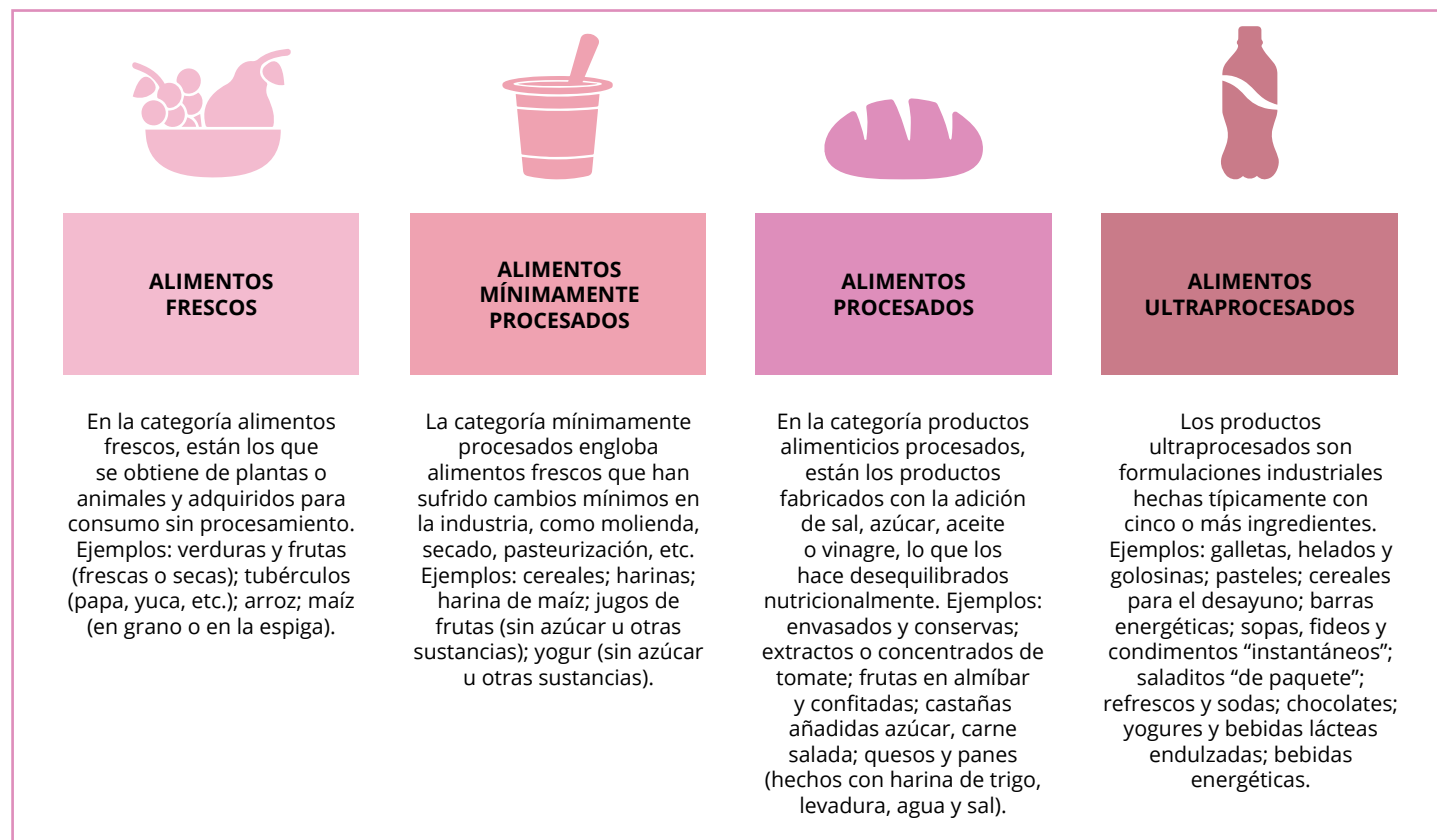 ALIMENTOS
FRESCOS
En la categoría alimentos
frescos, están los que
se obtiene de plantas o
animales y adquiridos para
consumo sin procesamiento.
Ejemplos: verduras y frutas
(frescas o secas); tubérculos
(papa, yuca, etc.); arroz; maíz
(en grano o en la espiga).
ALIMENTOS
MÍNIMAMENTE
PROCESADOS
La categoría mínimamente
procesados engloba
alimentos frescos que han
sufrido cambios mínimos en
la industria, como molienda,
secado, pasteurización, etc.
Ejemplos: cereales; harinas;
harina de maíz; jugos de
frutas (sin azúcar u otras
sustancias); yogur (sin azúcar
u otras sustancias).
ALIMENTOS
PROCESADOS
En la categoría productos
alimenticios procesados,
están los productos
fabricados con la adición
de sal, azúcar, aceite
o vinagre, lo que los
hace desequilibrados
nutricionalmente. Ejemplos:
envasados y conservas;
extractos o concentrados de
tomate; frutas en almíbar
y confitadas; castañas
añadidas azúcar, carne
salada; quesos y panes
(hechos con harina de trigo,
levadura, agua y sal).
ALIMENTOS
ULTRAPROCESADOS
Los productos
ultraprocesados son
formulaciones industriales
hechas típicamente con
cinco o más ingredientes.
Ejemplos: galletas, helados y
golosinas; pasteles; cereales
para el desayuno; barras
energéticas; sopas, fideos y
condimentos “instantáneos”;
saladitos “de paquete”;
refrescos y sodas; chocolates;
yogures y bebidas lácteas
endulzadas; bebidas
energéticas.